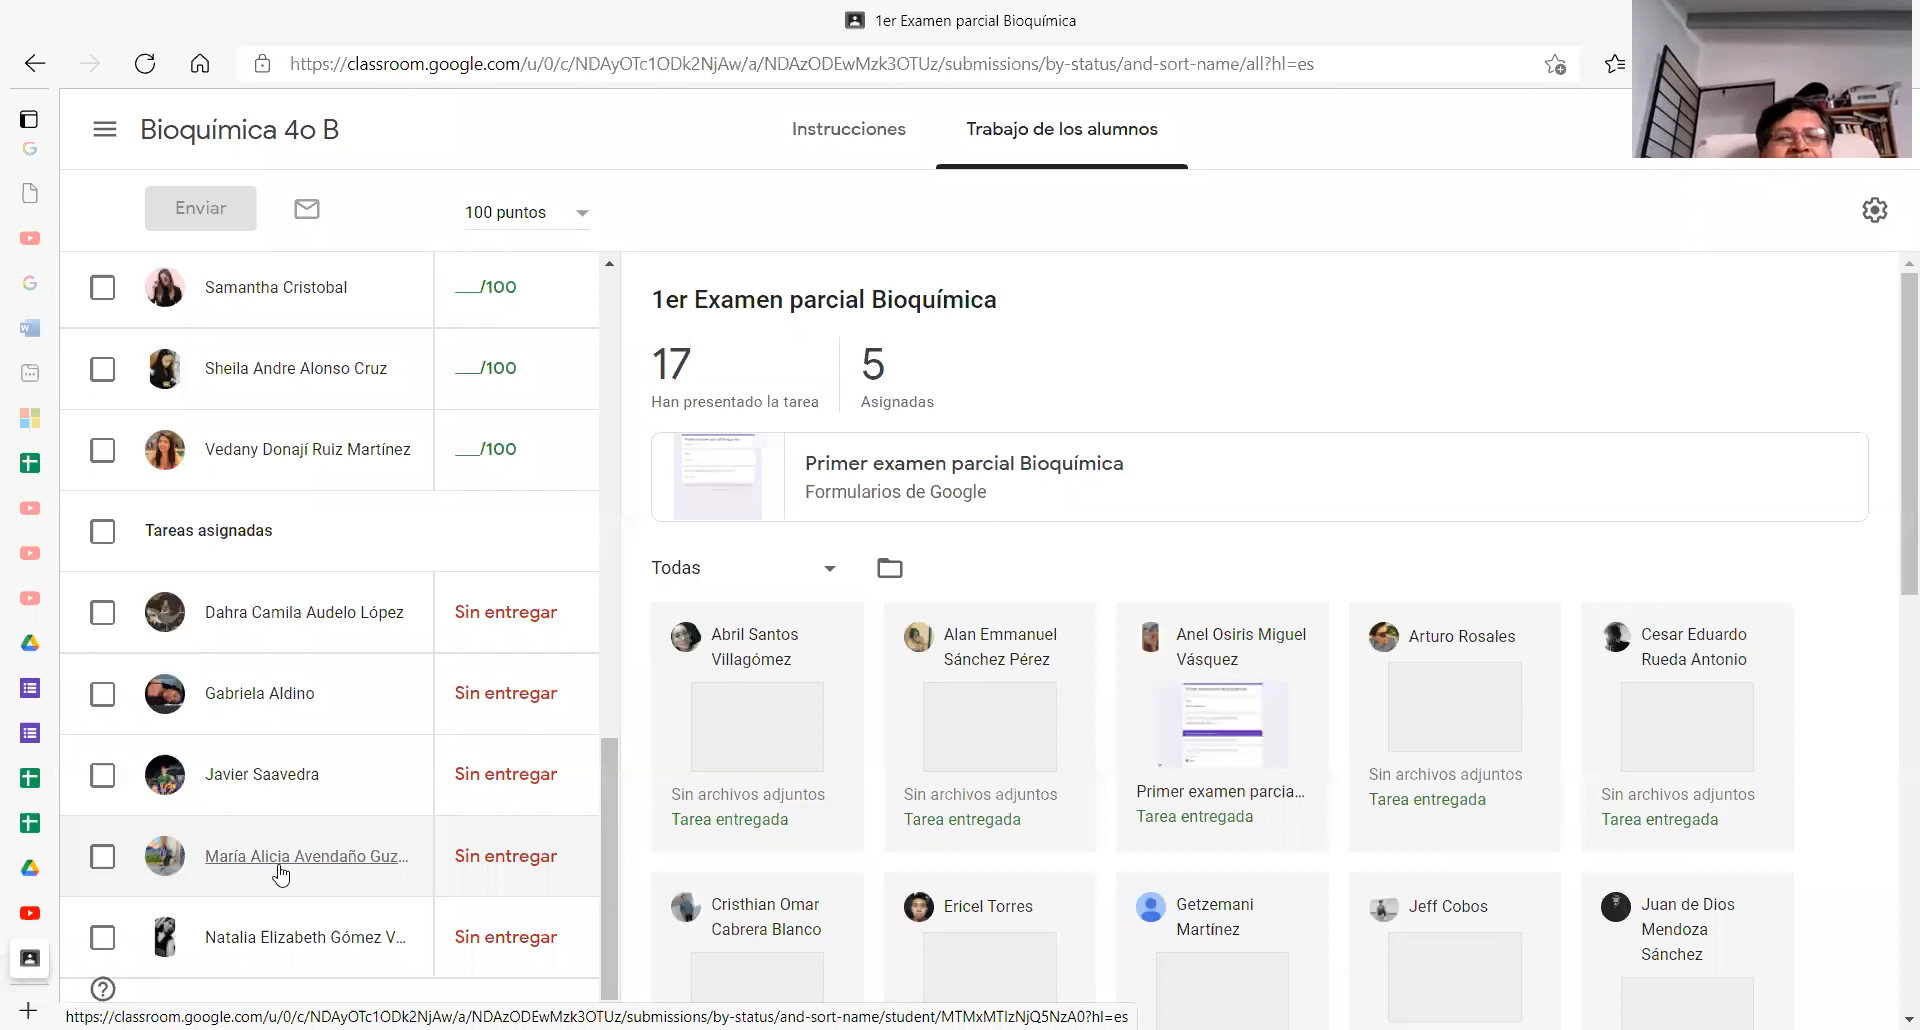 1er Examen parcial Bioquímica
https://classroom.google.com/u/0/c/NDAyOTc1ODk2NjAw/a/NDAzODEwMzk3OTUz/submissions/by-status/and-sort-name/all?hl=es
Bioquímica 4o B
Instrucciones
Trabajo de los alumnos
Enviar
100 puntos
Samantha Cristobal
___/100
Sheila Andre Alonso Cruz
___/100
Vedany Donají Ruiz Martínez
___/100
Tareas asignadas
Dahra Camila Audelo López
Sin entregar
Gabriela Aldino
Sin entregar
Javier Saavedra
Sin entregar
María Alicia Avendaño Guz...
Sin entregar
Natalia Elizabeth Gómez V...
Sin entregar
1er Examen parcial Bioquímica
17
Han presentado la tarea
5
Asignadas
Primer examen parcial Bioquímica
Formularios de Google
Todas
Abril Santos
Villagómez
Sin archivos adjuntos
Tarea entregada
Alan Emmanuel
Sánchez Pérez
Sin archivos adjuntos
Tarea entregada
Anel Osiris Miguel
Vásquez
Primer examen parcia...
Tarea entregada
Arturo Rosales
Sin archivos adjuntos
Tarea entregada
Cesar Eduardo
Rueda Antonio
Sin archivos adjuntos
Tarea entregada
Cristhian Omar
Cabrera Blanco
Ericel Torres
Getzemani
Martínez
Jeff Cobos
Juan de Dios
Mendoza
Sánchez
https://classroom.google.com/u/0/c/NDAyOTc1ODk2NjAw/a/NDAzODEwMzk3OTUz/submissions/by-status/and-sort-name/student/MTMxMTIzNjQ5NzA0?hl=es